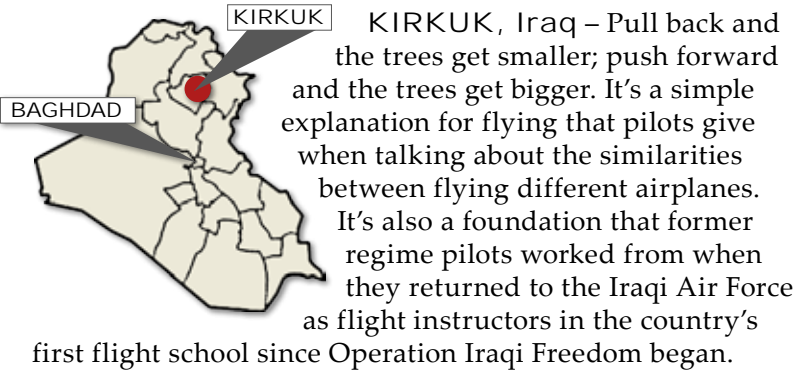 KIRKUK
BAGHDAD
KIRKUK, Iraq – Pull back and
the trees get smaller; push forward
and the trees get bigger. It’s a simple
explanation for flying that pilots give
when talking about the similarities
between flying different airplanes.
It’s also a foundation that former
regime pilots worked from when
they returned to the Iraqi Air Force
as flight instructors in the country’s
first flight school since Operation Iraqi Freedom began.